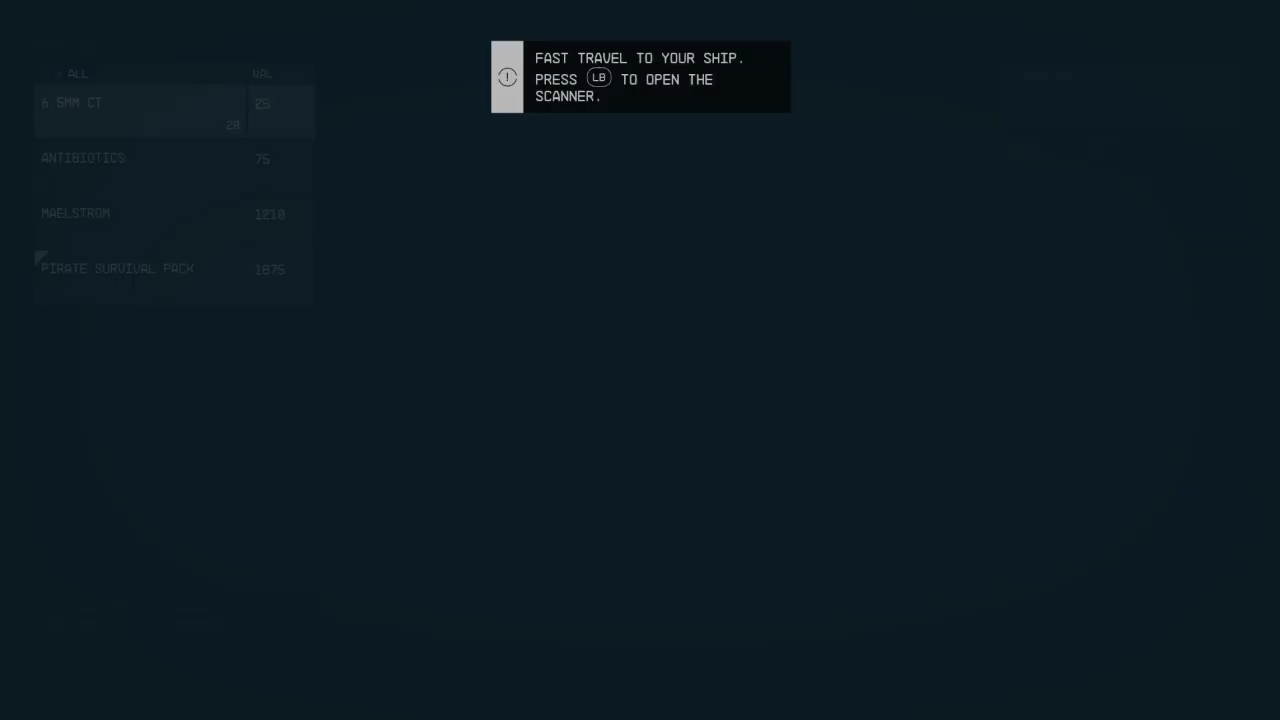 FAST TRAVEL TO YOUR SHIP.
PRESS LB TO OPEN THE
SCANNER.
ALL VAL
6.5MM CT 25
20
ANTIBIOTICS 75
MAELSTROM 1210
PIRATE SURVIVAL PACK 1875